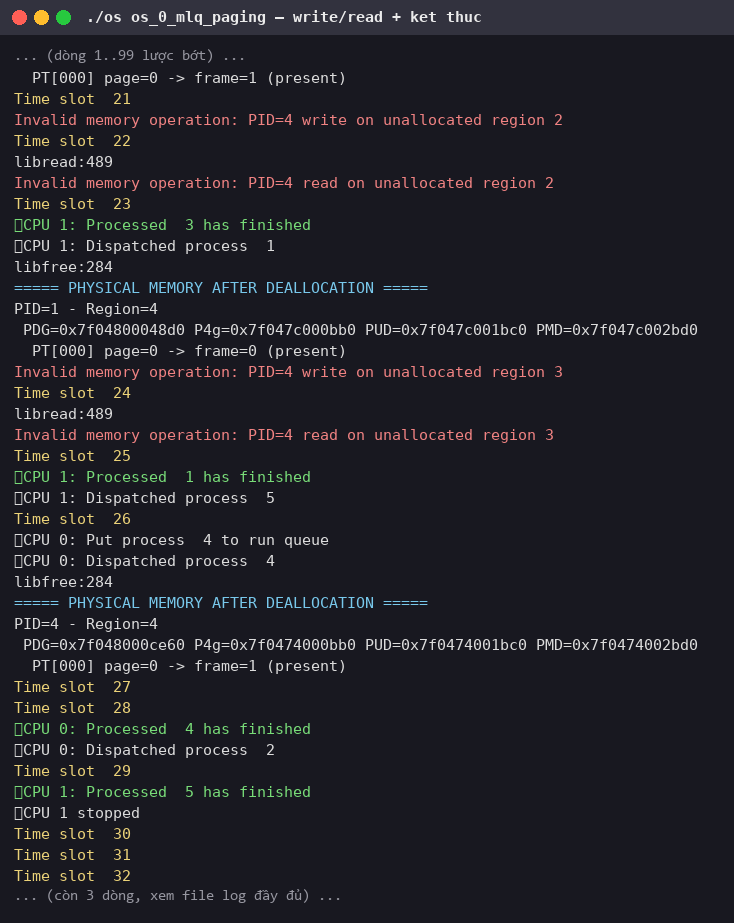 ./os os_0_mlq_paging — write/read + ket thuc
... (dòng 1..99 lược bớt) ...
  PT[000] page=0 -> frame=1 (present)
Time slot  21
Invalid memory operation: PID=4 write on unallocated region 2
Time slot  22
libread:489
Invalid memory operation: PID=4 read on unallocated region 2
Time slot  23
CPU 1: Processed  3 has finished
CPU 1: Dispatched process  1
libfree:284
===== PHYSICAL MEMORY AFTER DEALLOCATION =====
PID=1 - Region=4
 PDG=0x7f04800048d0 P4g=0x7f047c000bb0 PUD=0x7f047c001bc0 PMD=0x7f047c002bd0
  PT[000] page=0 -> frame=0 (present)
Invalid memory operation: PID=4 write on unallocated region 3
Time slot  24
libread:489
Invalid memory operation: PID=4 read on unallocated region 3
Time slot  25
CPU 1: Processed  1 has finished
CPU 1: Dispatched process  5
Time slot  26
CPU 0: Put process  4 to run queue
CPU 0: Dispatched process  4
libfree:284
===== PHYSICAL MEMORY AFTER DEALLOCATION =====
PID=4 - Region=4
 PDG=0x7f048000ce60 P4g=0x7f0474000bb0 PUD=0x7f0474001bc0 PMD=0x7f0474002bd0
  PT[000] page=0 -> frame=1 (present)
Time slot  27
Time slot  28
CPU 0: Processed  4 has finished
CPU 0: Dispatched process  2
Time slot  29
CPU 1: Processed  5 has finished
CPU 1 stopped
Time slot  30
Time slot  31
Time slot  32
... (còn 3 dòng, xem file log đầy đủ) ...